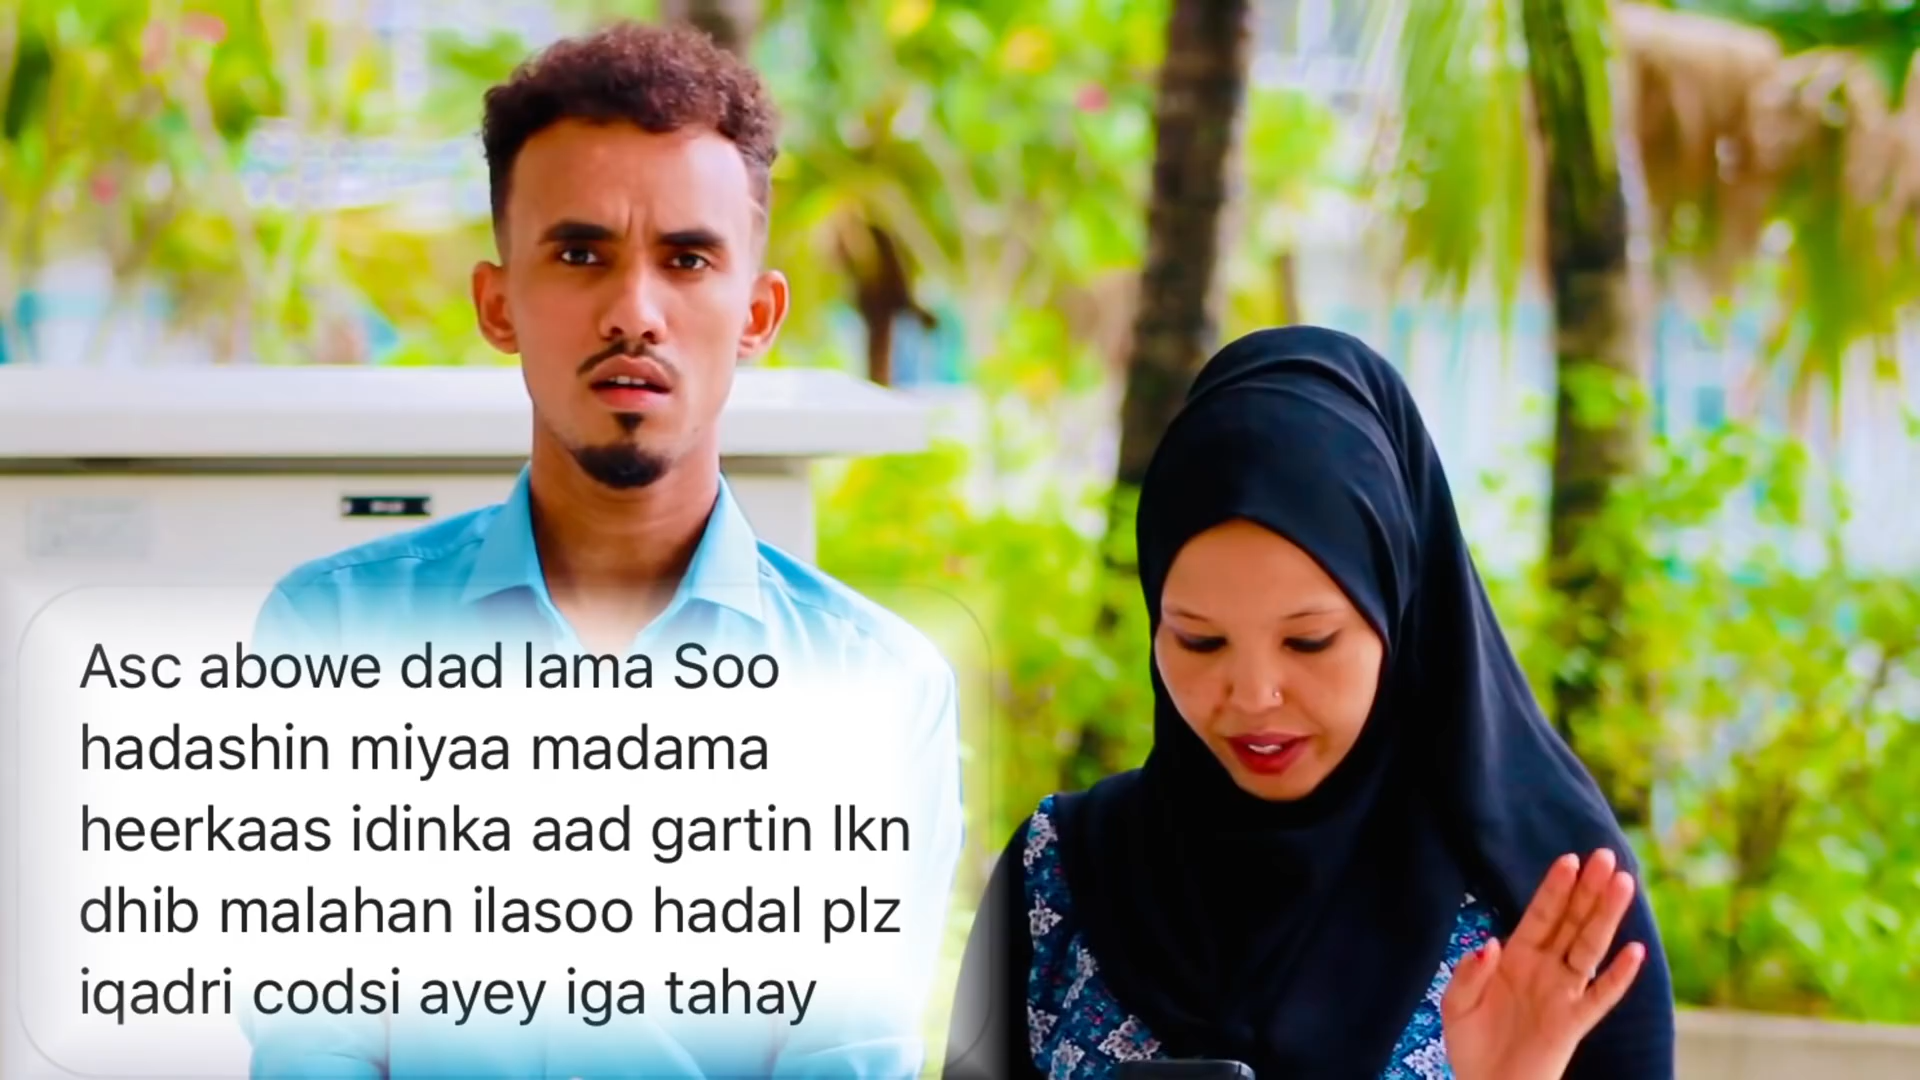 Asc abowe dad lama Soo
hadashin miyaa madama
heerkaas idinka aad gartin lkn
dhib malahan ilasoo hadal plz
iqadri codsi ayey iga tahay